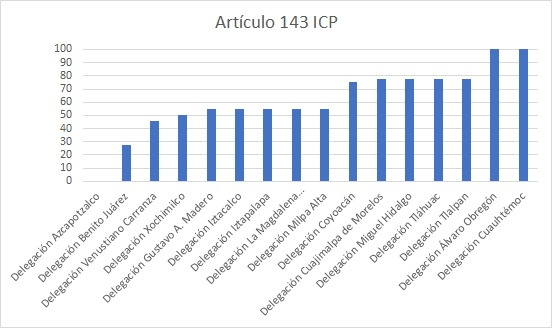 Artículo 143 ICP
100
90
80
70
60
50
40
30
20
10
0
Delegación Azcapotzalco
Delegación Benito Juárez
Delegación Venustiano Carranza
Delegación Xochimilco
Delegación Gustavo A. Madero
Delegación Iztacalco
Delegación Iztapalapa
Delegación La Magdalena...
Delegación Milpa Alta
Delegación Coyoacán
Delegación Cuajimalpa de Morelos
Delegación Miguel Hidalgo
Delegación Tláhuac
Delegación Tlalpan
Delegación Álvaro Obregón
Delegación Cuauhtémoc